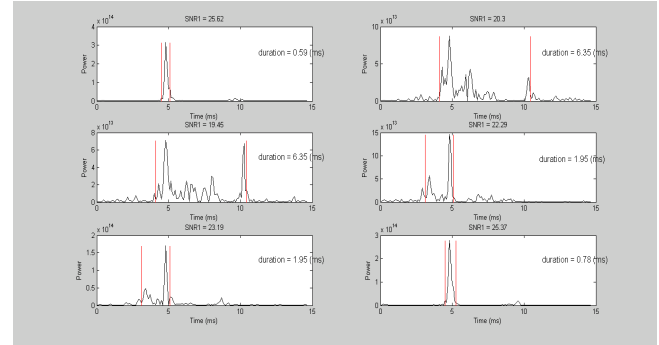 SNR1 = 25.62
x 10^14
4
3
2
1
0
Power
duration = 0.59 (ms)
0 5 10 15
Time (ms)
SNR1 = 20.3
x 10^13
10
5
0
Power
duration = 6.35 (ms)
0 5 10 15
Time (ms)
SNR1 = 19.45
x 10^13
8
6
4
2
0
Power
duration = 6.35 (ms)
0 5 10 15
Time (ms)
SNR1 = 22.29
x 10^13
15
10
5
0
Power
duration = 1.95 (ms)
0 5 10 15
Time (ms)
SNR1 = 23.19
x 10^14
2
1.5
1
0.5
0
Power
duration = 1.95 (ms)
0 5 10 15
Time (ms)
SNR1 = 25.37
x 10^14
3
2
1
0
Power
duration = 0.78 (ms)
0 5 10 15
Time (ms)